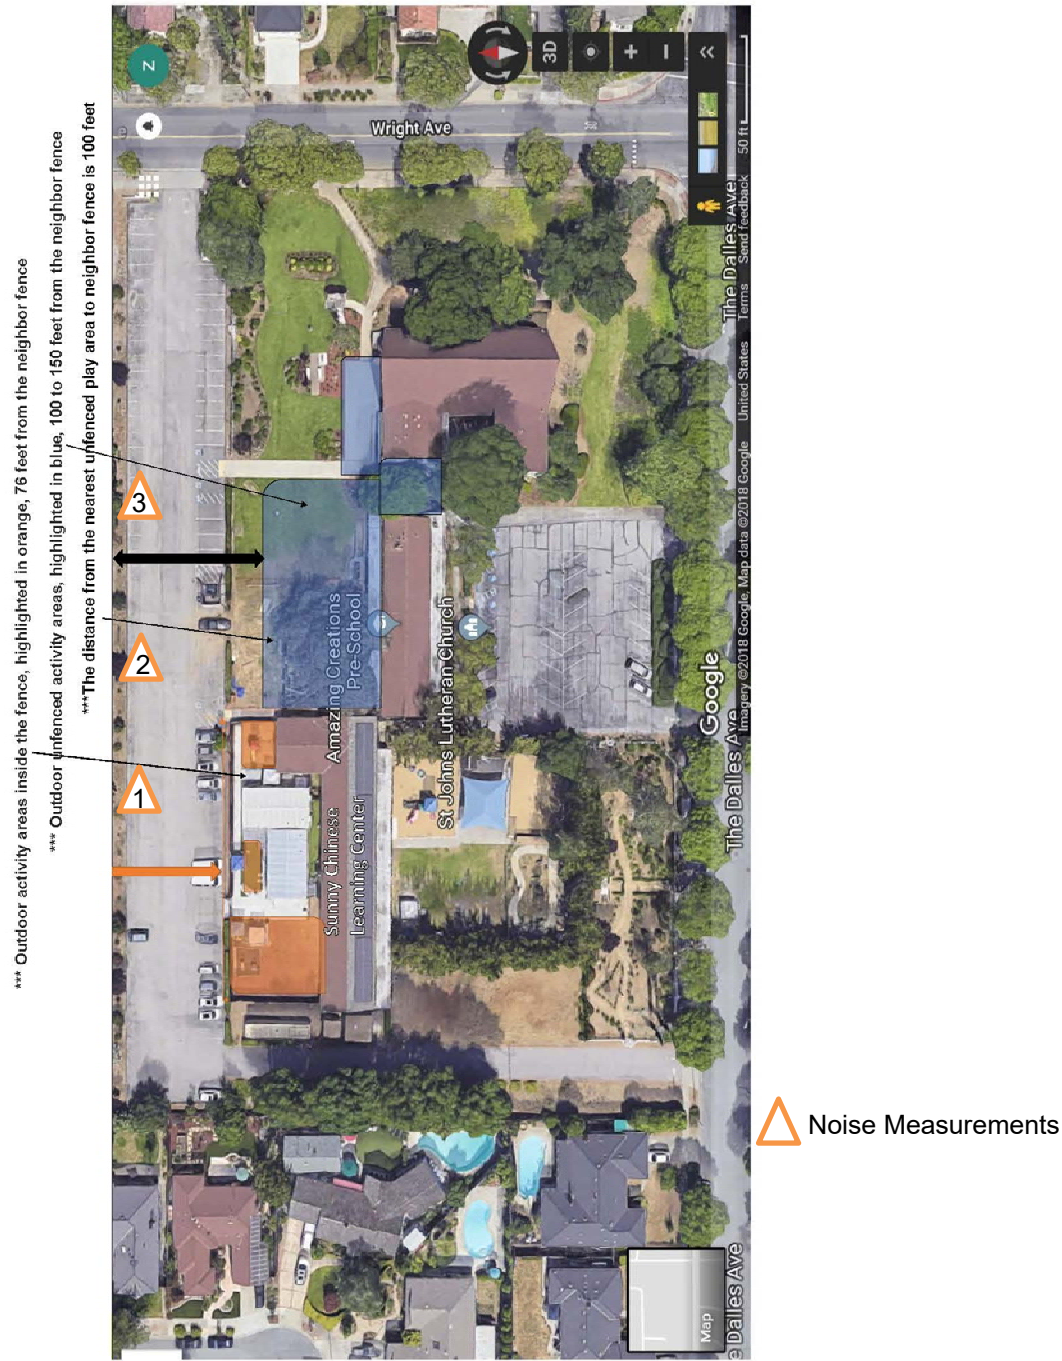 *** Outdoor activity areas inside the fence, highlighted in orange, 76 feet from the neighbor fence
*** Outdoor unfenced activity areas, highlighted in blue, 100 to 150 feet from the neighbor fence
***The distance from the nearest unfenced play area to neighbor fence is 100 feet
Z
3D
+
−
Wright Ave
3
2
1
Amazing Creations
Pre-School
Sunny Chinese
Learning Center
St Johns Lutheran Church
The Dalles Ave
Google
The Dalles Ave
Imagery ©2018 Google, Map data ©2018 Google United States Terms Send feedback 50 ft
e Dalles Ave
Map
Noise Measurements